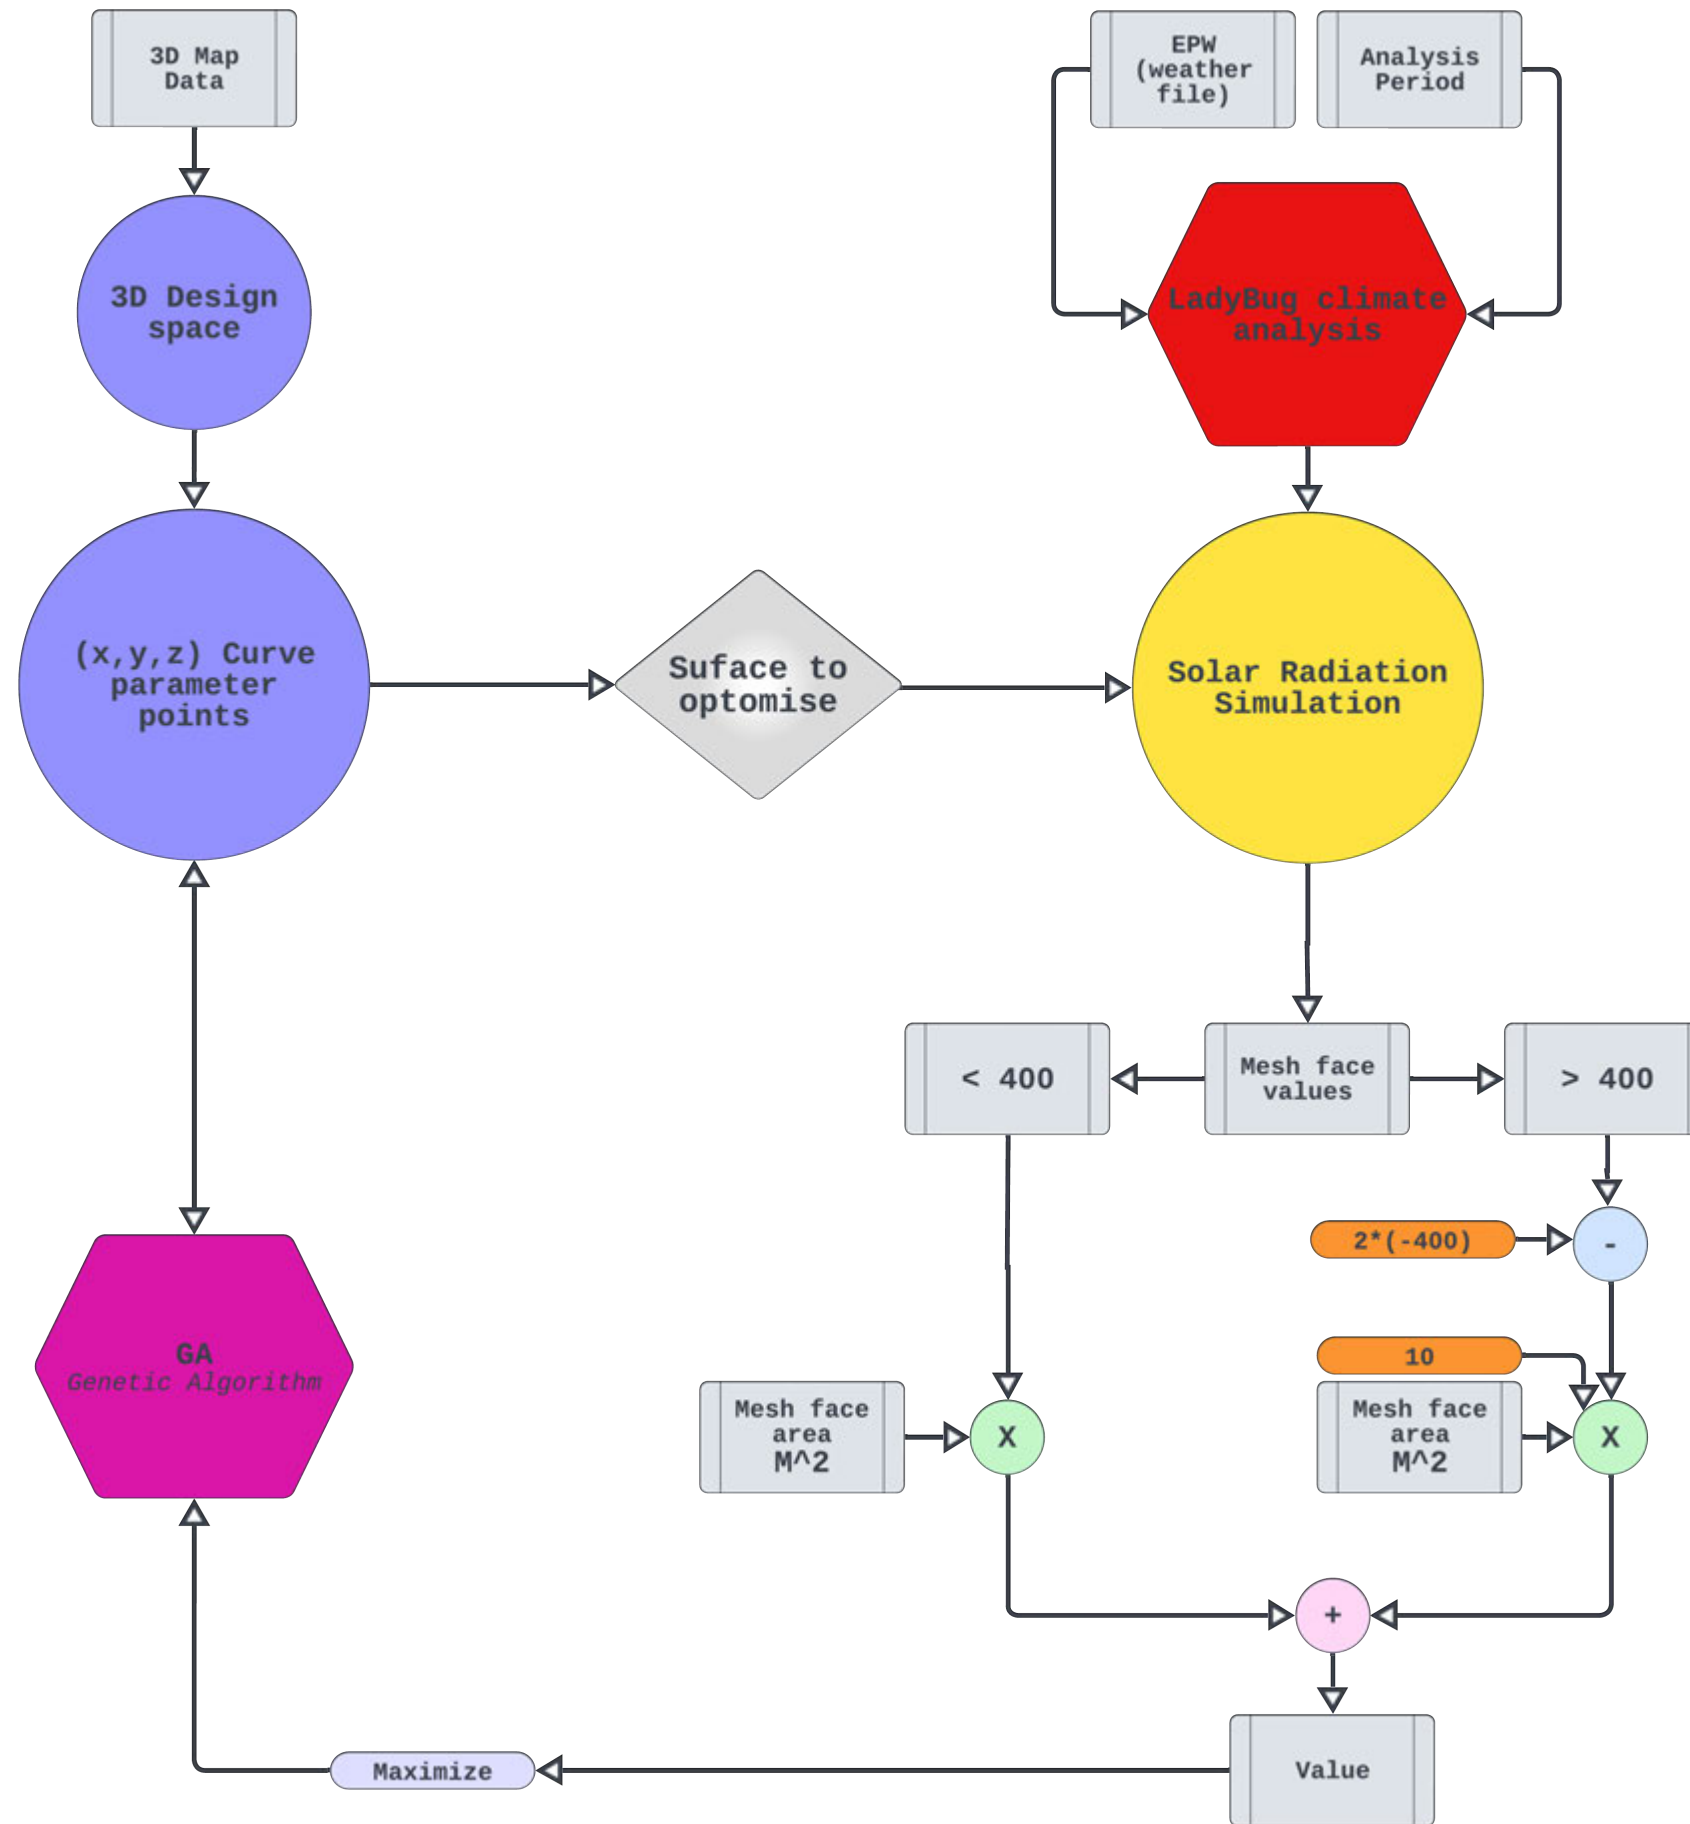 3D Map
Data
EPW
(weather
file)
Analysis
Period
3D Design
space
LadyBug climate
analysis
(x,y,z) Curve
parameter
points
Suface to
optomise
Solar Radiation
Simulation
< 400
Mesh face
values
> 400
2*(-400)
-
10
GA
Genetic Algorithm
Mesh face
area
M^2
X
Mesh face
area
M^2
X
+
Maximize
Value